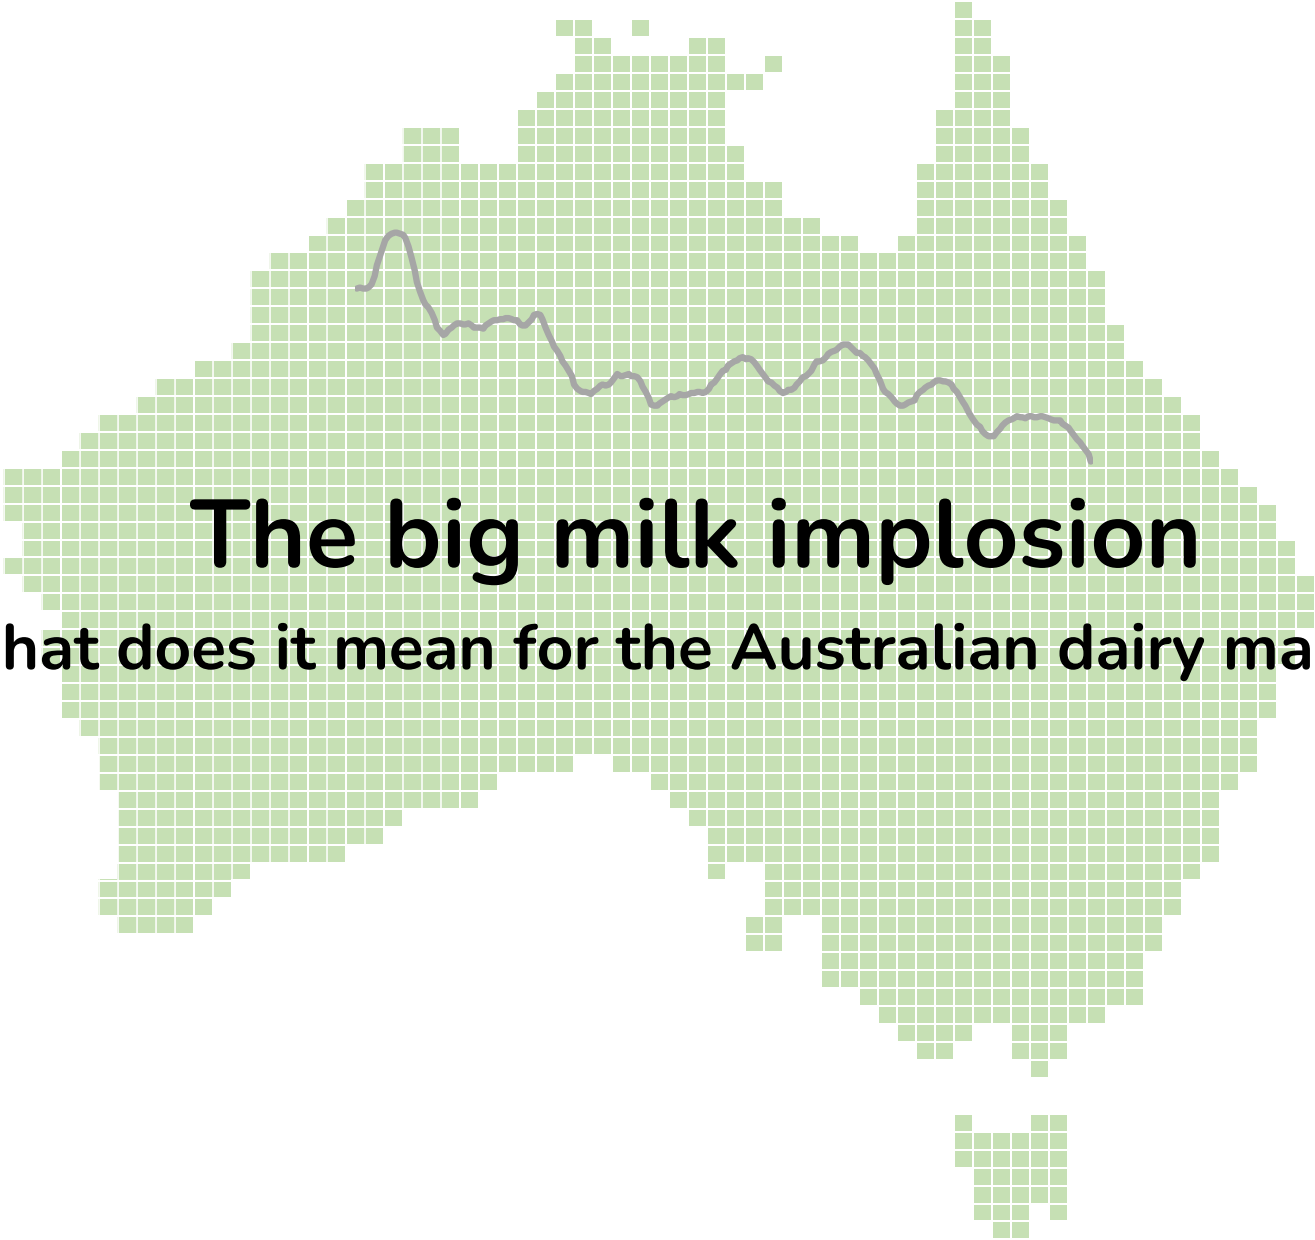 The big milk implosion
hat does it mean for the Australian dairy ma